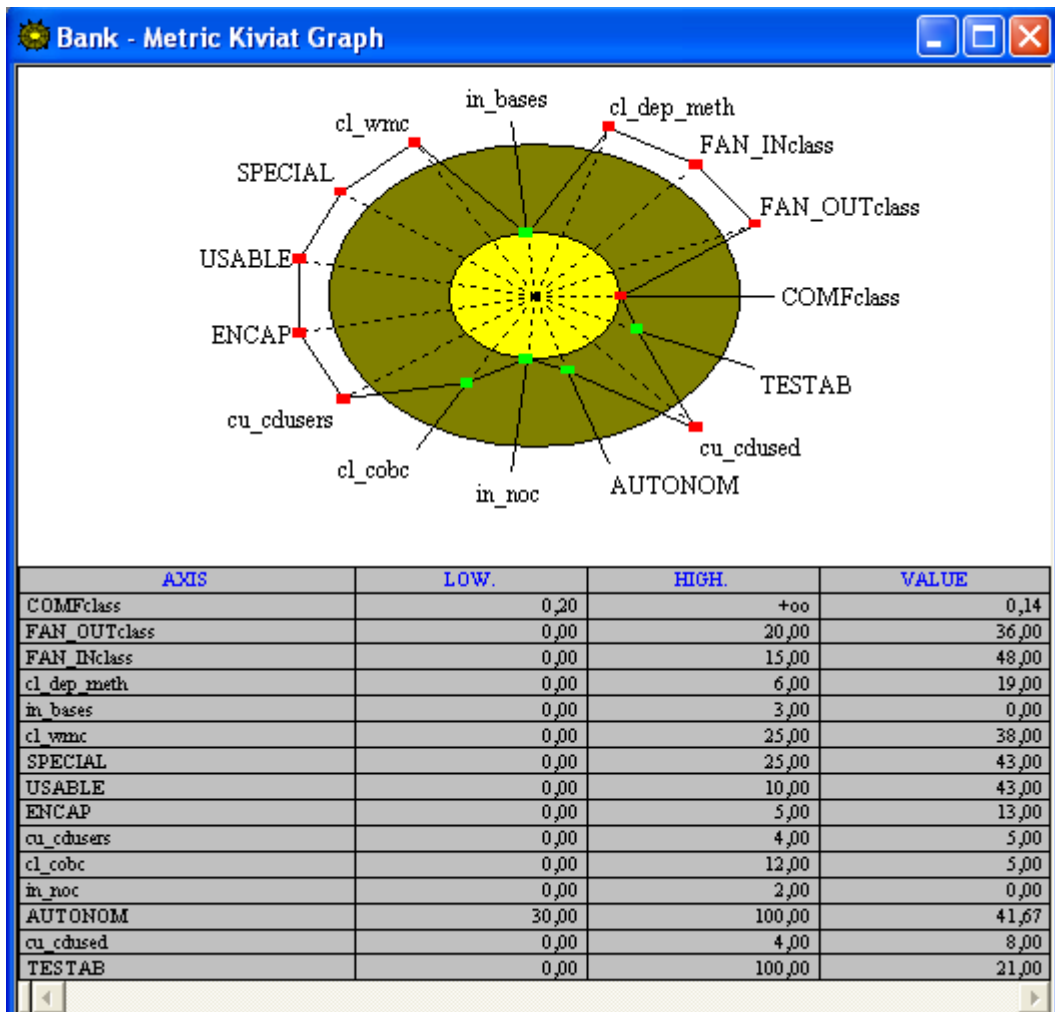 Bank - Metric Kiviat Graph
in_bases
cl_dep_meth
cl_wmc
FAN_INclass
SPECIAL
FAN_OUTclass
USABLE
COMFclass
ENCAP
TESTAB
cu_cdusers
cu_cdused
cl_cobc
AUTONOM
in_noc
AXIS LOW. HIGH. VALUE
COMFclass 0,20 +oo 0,14
FAN_OUTclass 0,00 20,00 36,00
FAN_INclass 0,00 15,00 48,00
cl_dep_meth 0,00 6,00 19,00
in_bases 0,00 3,00 0,00
cl_wmc 0,00 25,00 38,00
SPECIAL 0,00 25,00 43,00
USABLE 0,00 10,00 43,00
ENCAP 0,00 5,00 13,00
cu_cdusers 0,00 4,00 5,00
cl_cobc 0,00 12,00 5,00
in_noc 0,00 2,00 0,00
AUTONOM 30,00 100,00 41,67
cu_cdused 0,00 4,00 8,00
TESTAB 0,00 100,00 21,00